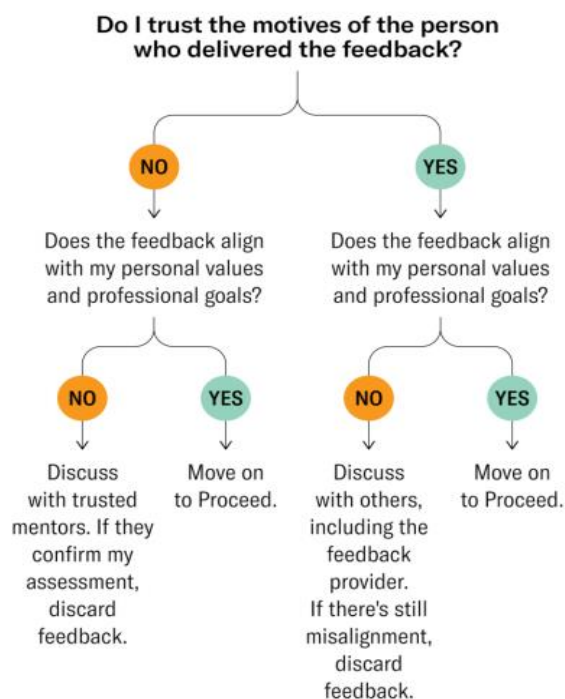 Do I trust the motives of the person
who delivered the feedback?
NO
YES
Does the feedback align
with my personal values
and professional goals?
Does the feedback align
with my personal values
and professional goals?
NO
YES
NO
YES
Discuss
with trusted
mentors. If they
confirm my
assessment,
discard
feedback.
Move on
to Proceed.
Discuss
with others,
including the
feedback
provider.
If there's still
misalignment,
discard
feedback.
Move on
to Proceed.